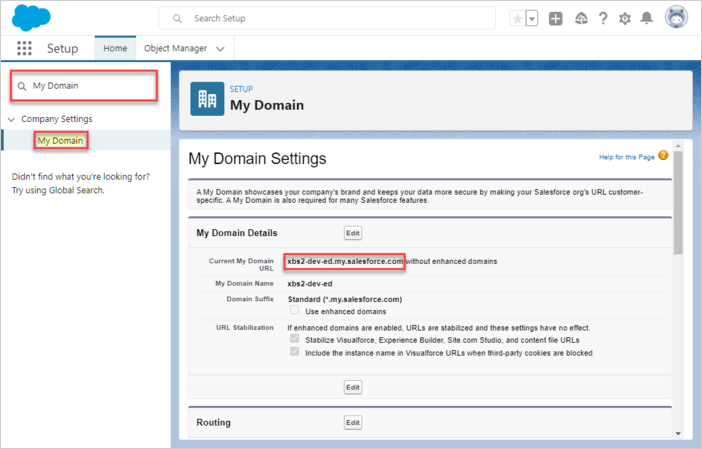 Search Setup
Setup
Home
Object Manager
My Domain
Company Settings
My Domain
Didn't find what you're looking for?
Try using Global Search.
SETUP
My Domain
My Domain Settings
Help for this Page
A My Domain showcases your company's brand and keeps your data more secure by making your Salesforce org's URL customer-
specific. A My Domain is also required for many Salesforce features.
My Domain Details
Edit
Current My Domain URL
xbs2-dev-ed.my.salesforce.com without enhanced domains
My Domain Name
xbs2-dev-ed
Domain Suffix
Standard (*.my.salesforce.com)
Use enhanced domains
URL Stabilization
If enhanced domains are enabled, URLs are stabilized and these settings have no effect.
Stabilize Visualforce, Experience Builder, Site.com Studio, and content file URLs
Include the instance name in Visualforce URLs when third-party cookies are blocked
Edit
Routing
Edit